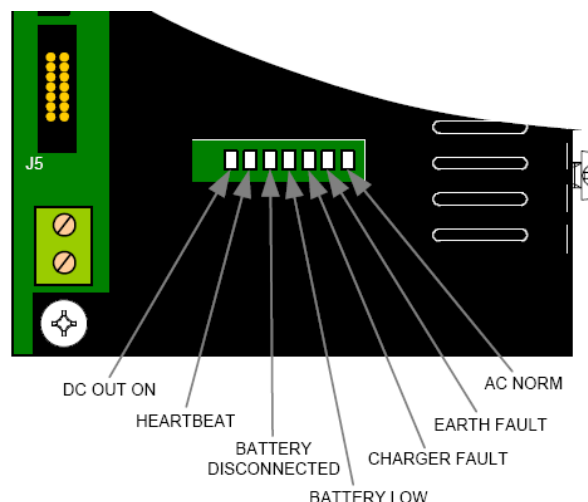 J5
DC OUT ON
HEARTBEAT
BATTERY
DISCONNECTED
BATTERY LOW
CHARGER FAULT
EARTH FAULT
AC NORM